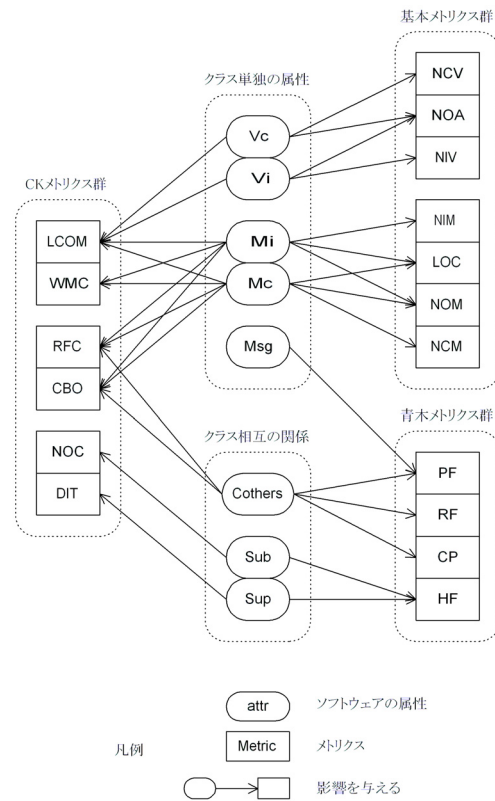 基本メトリクス群
クラス単独の属性
NCV
NOA
NIV
Vc
Vi
CKメトリクス群
LCOM
WMC
Mi
Mc
NIM
LOC
NOM
NCM
RFC
CBO
Msg
NOC
DIT
クラス相互の関係
青木メトリクス群
Cothers
PF
RF
CP
HF
Sub
Sup
attr
ソフトウェアの属性
凡例
Metric
メトリクス
影響を与える